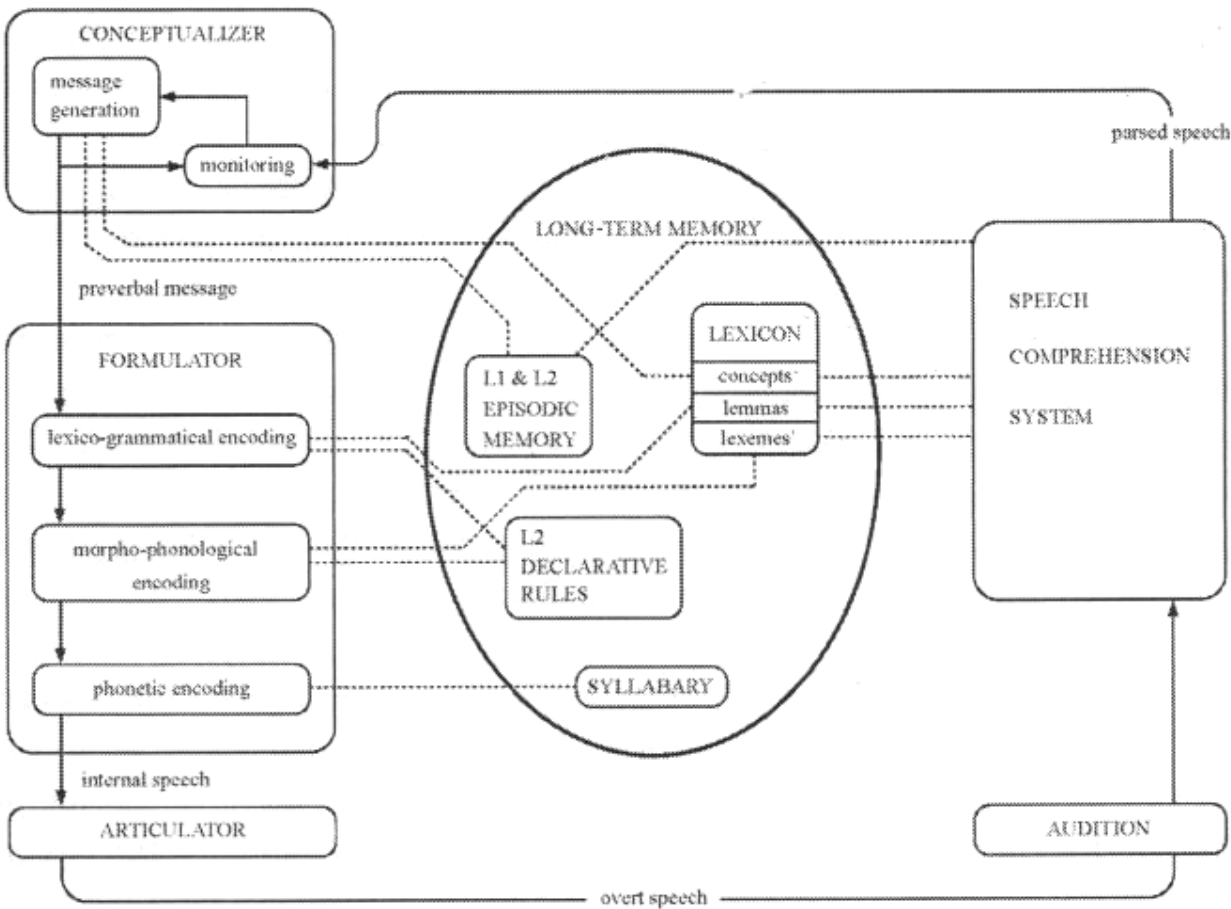 CONCEPTUALIZER
message
generation
monitoring
parsed speech
LONG-TERM MEMORY
preverbal message
SPEECH
COMPREHENSION
SYSTEM
FORMULATOR
LEXICON
concepts
lemmas
lexemes
L1 & L2
EPISODIC
MEMORY
lexico-grammatical encoding
morpho-phonological
encoding
L2
DECLARATIVE
RULES
phonetic encoding
SYLLABARY
internal speech
ARTICULATOR
AUDITION
overt speech